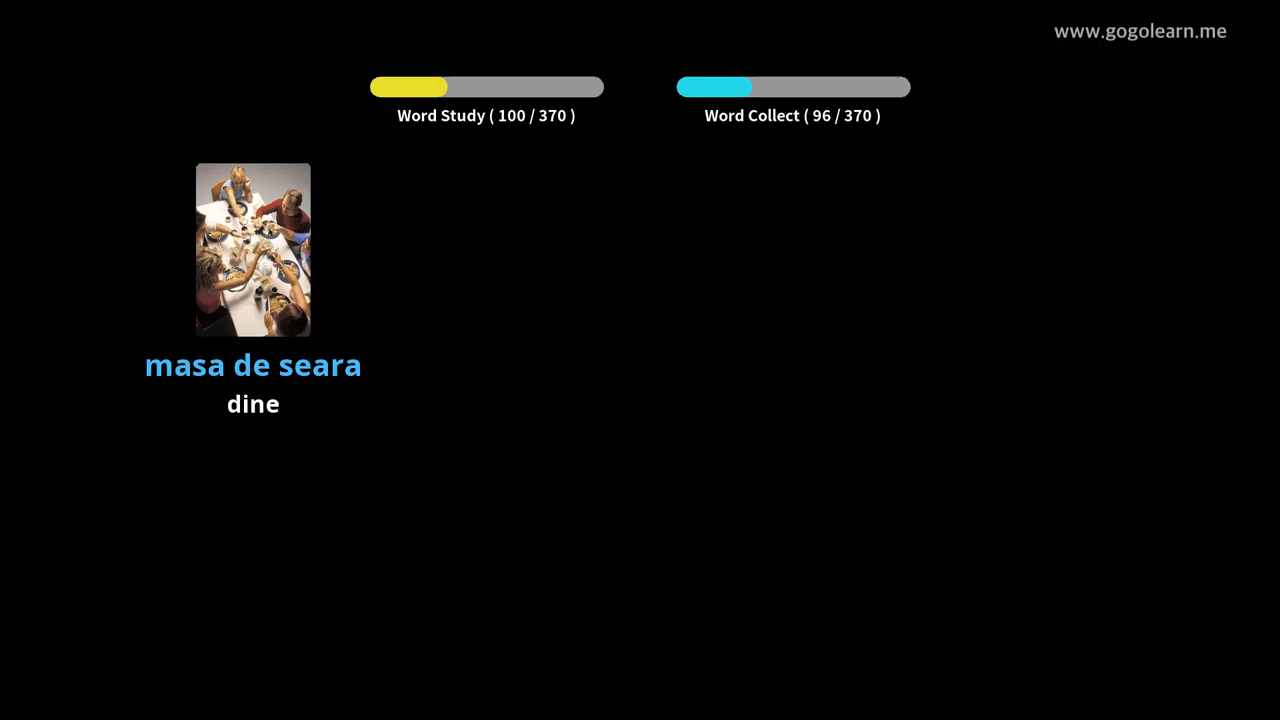 www.gogolearn.me
Word Study ( 100 / 370 )
Word Collect ( 96 / 370 )
masa de seara
dine